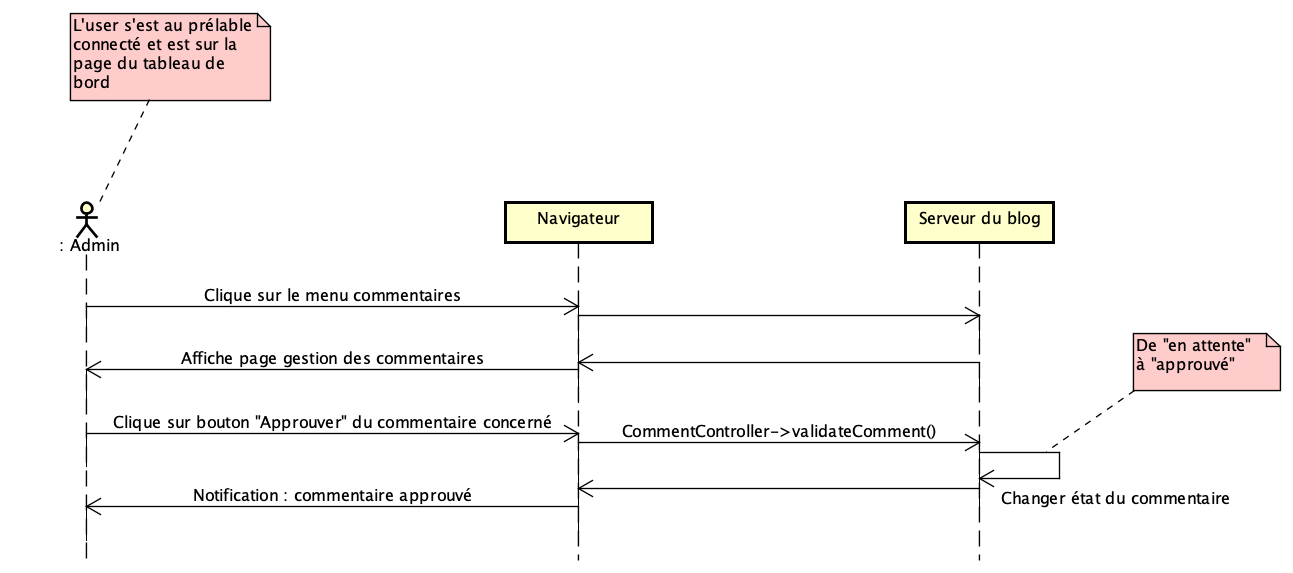 L'user s'est au prélable
connecté et est sur la
page du tableau de
bord
: Admin
Navigateur
Serveur du blog
Clique sur le menu commentaires
Affiche page gestion des commentaires
De "en attente"
à "approuvé"
Clique sur bouton "Approuver" du commentaire concerné
CommentController->validateComment()
Notification : commentaire approuvé
Changer état du commentaire